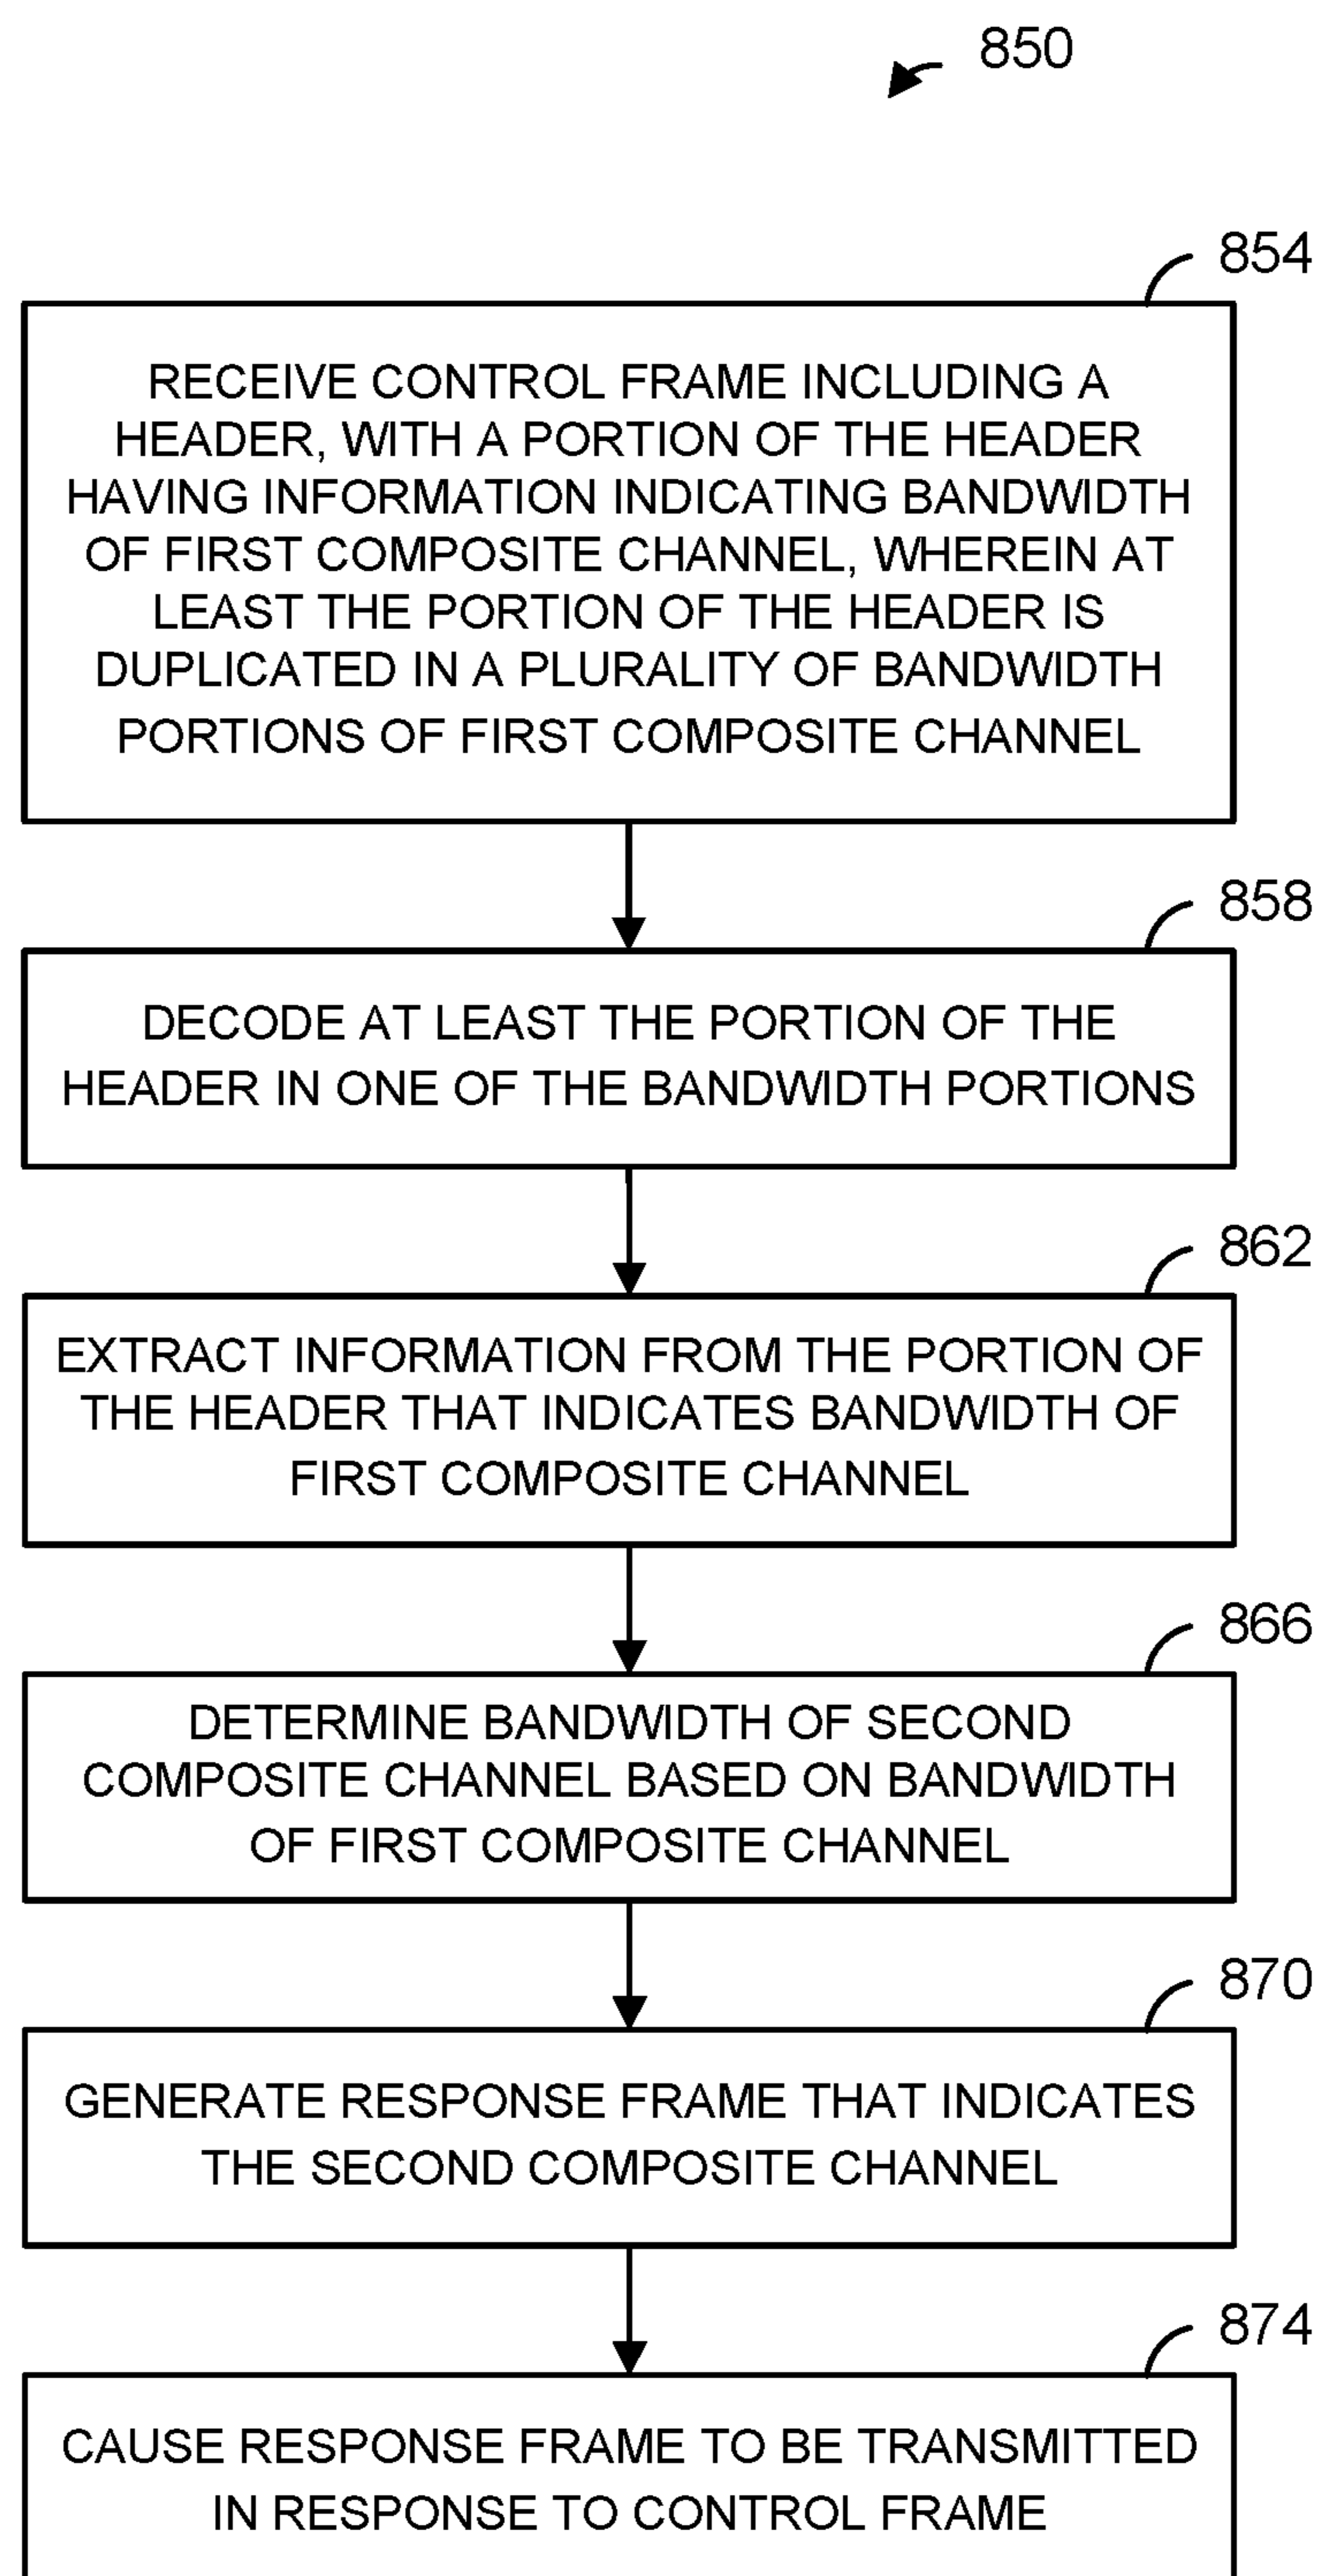 850
854
RECEIVE CONTROL FRAME INCLUDING A
HEADER, WITH A PORTION OF THE HEADER
HAVING INFORMATION INDICATING BANDWIDTH
OF FIRST COMPOSITE CHANNEL, WHEREIN AT
LEAST THE PORTION OF THE HEADER IS
DUPLICATED IN A PLURALITY OF BANDWIDTH
PORTIONS OF FIRST COMPOSITE CHANNEL
858
DECODE AT LEAST THE PORTION OF THE
HEADER IN ONE OF THE BANDWIDTH PORTIONS
862
EXTRACT INFORMATION FROM THE PORTION OF
THE HEADER THAT INDICATES BANDWIDTH OF
FIRST COMPOSITE CHANNEL
866
DETERMINE BANDWIDTH OF SECOND
COMPOSITE CHANNEL BASED ON BANDWIDTH
OF FIRST COMPOSITE CHANNEL
870
GENERATE RESPONSE FRAME THAT INDICATES
THE SECOND COMPOSITE CHANNEL
874
CAUSE RESPONSE FRAME TO BE TRANSMITTED
IN RESPONSE TO CONTROL FRAME